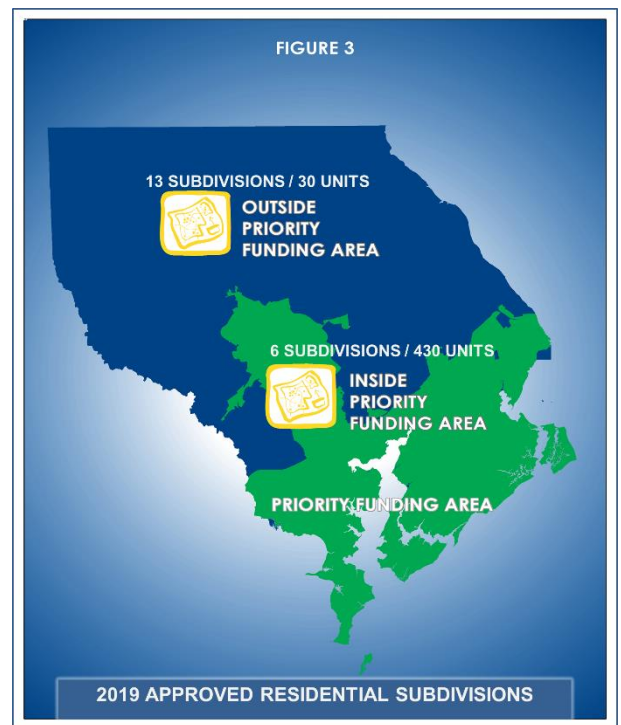 FIGURE 3
13 SUBDIVISIONS / 30 UNITS
OUTSIDE
PRIORITY
FUNDING AREA
6 SUBDIVISIONS / 430 UNITS
INSIDE
PRIORITY
FUNDING AREA
PRIORITY FUNDING AREA
2019 APPROVED RESIDENTIAL SUBDIVISIONS